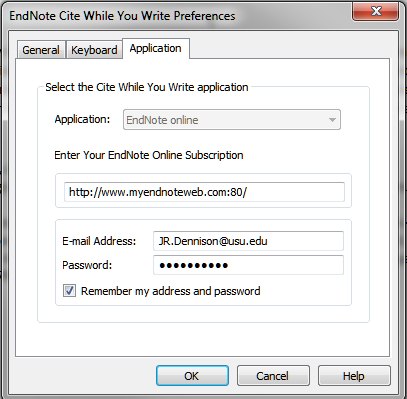 EndNote Cite While You Write Preferences
General Keyboard Application
Select the Cite While You Write application
Application: EndNote online
Enter Your EndNote Online Subscription
http://www.myendnoteweb.com:80/
E-mail Address: JR.Dennison@usu.edu
Password: ●●●●●●●●●●
Remember my address and password
OK Cancel Help